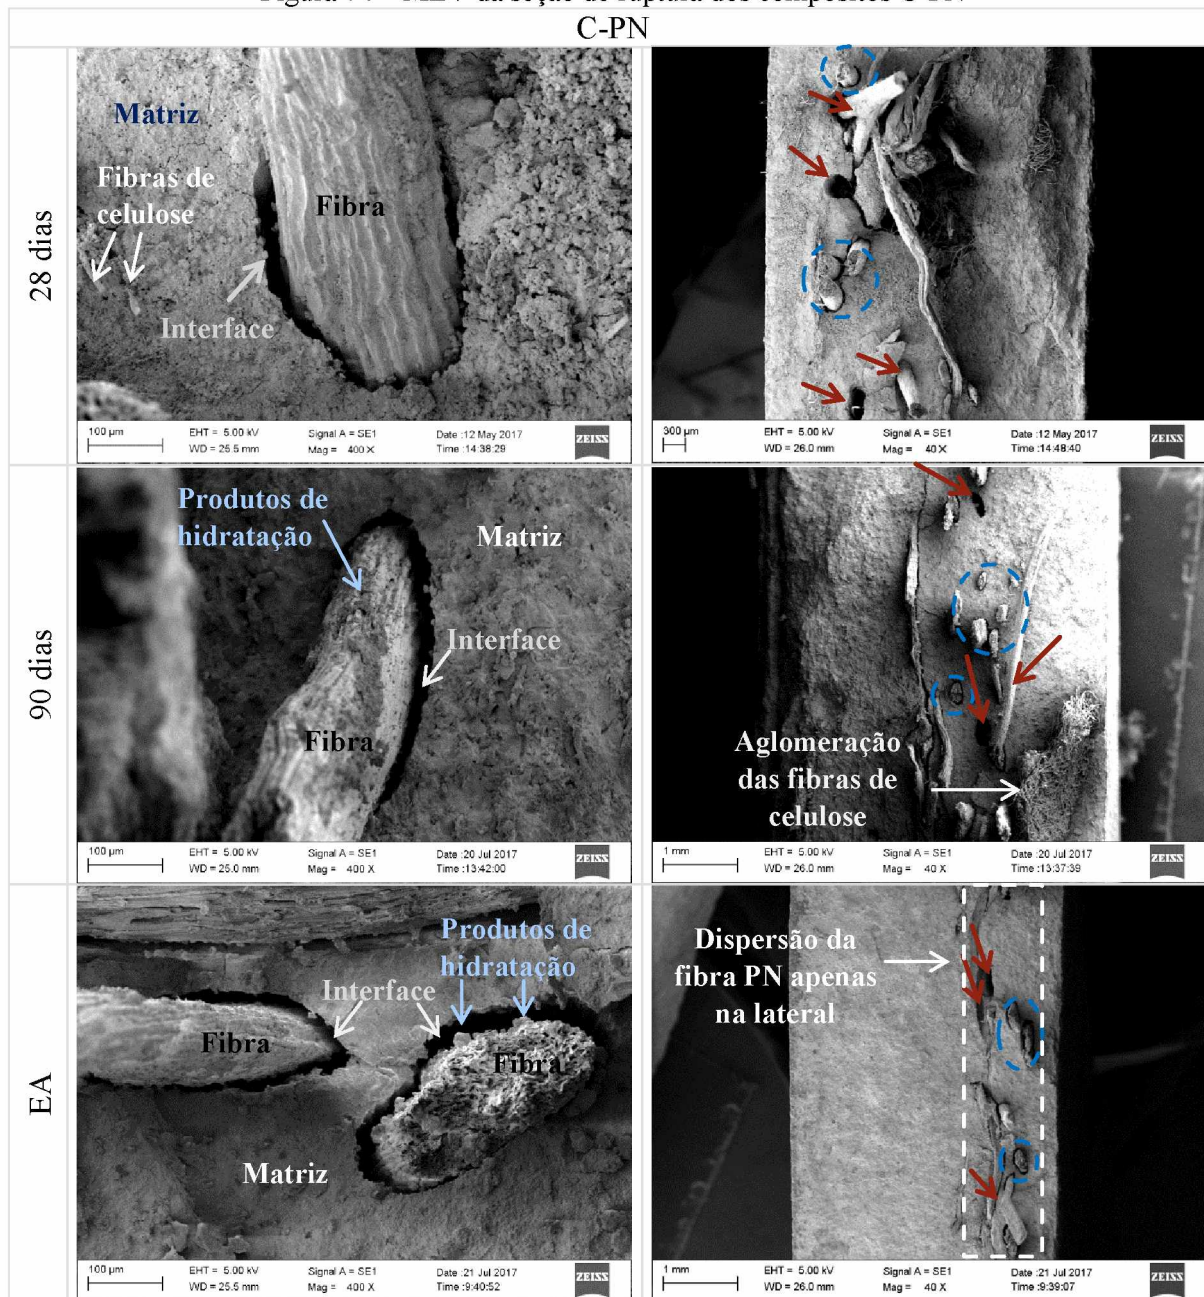 C-PN
28 dias
Matriz
Fibras de
celulose
Fibra
Interface
100 µm
EHT = 5.00 kV
Signal A = SE1
Date :12 May 2017
WD = 25.5 mm
Mag = 400 X
Time :14:38:29
ZEISS
300 µm
EHT = 5.00 kV
Signal A = SE1
Date :12 May 2017
WD = 26.0 mm
Mag = 40 X
Time :14:48:40
ZEISS
90 dias
Produtos de
hidratação
Matriz
Interface
Fibra
100 µm
EHT = 5.00 kV
Signal A = SE1
Date :20 Jul 2017
WD = 25.0 mm
Mag = 400 X
Time :13:42:00
ZEISS
Aglomeração
das fibras de
celulose
1 mm
EHT = 5.00 kV
Signal A = SE1
Date :20 Jul 2017
WD = 26.0 mm
Mag = 40 X
Time :13:37:39
ZEISS
EA
Produtos de
hidratação
Interface
Fibra
Fibra
Matriz
100 µm
EHT = 5.00 kV
Signal A = SE1
Date :21 Jul 2017
WD = 25.5 mm
Mag = 400 X
Time :9:40:52
ZEISS
Dispersão da
fibra PN apenas
na lateral
1 mm
EHT = 5.00 kV
Signal A = SE1
Date :21 Jul 2017
WD = 26.0 mm
Mag = 40 X
Time :9:39:07
ZEISS